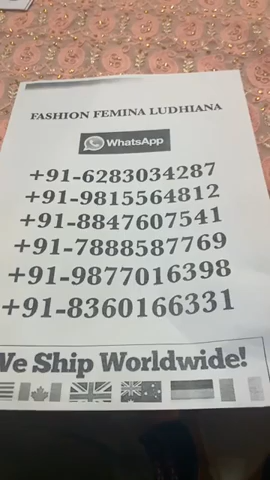 FASHION FEMINA LUDHIANA
WhatsApp
+91-6283034287
+91-9815564812
+91-8847607541
+91-7888587769
+91-9877016398
+91-8360166331
We Ship Worldwide!